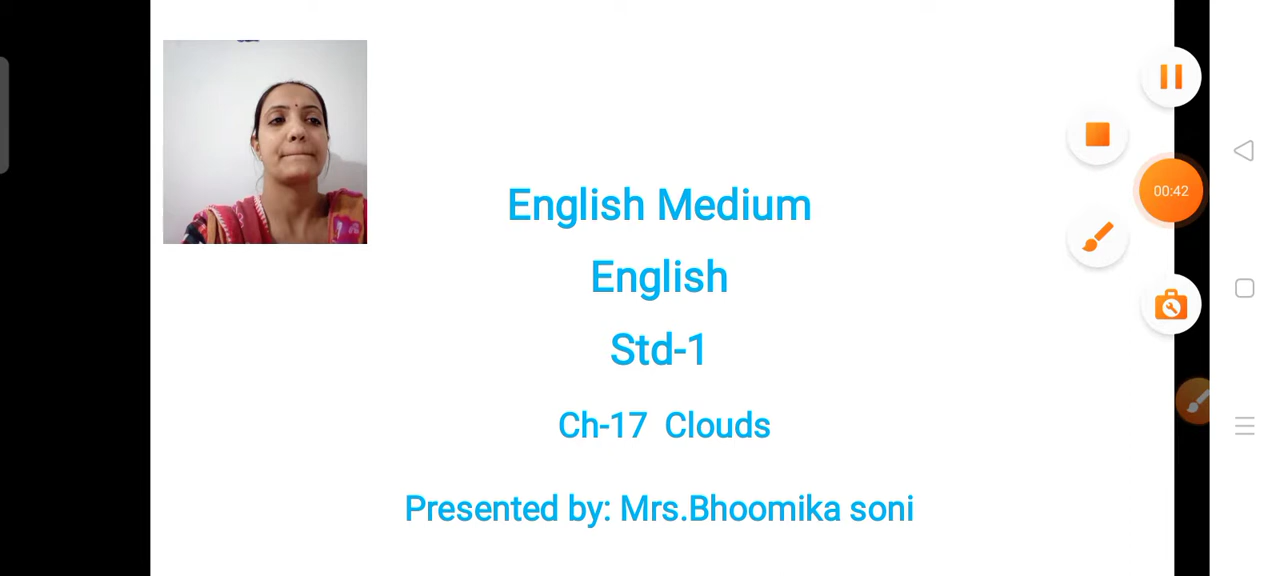 English Medium
00:42
English
Std-1
Ch-17 Clouds
Presented by: Mrs.Bhoomika soni